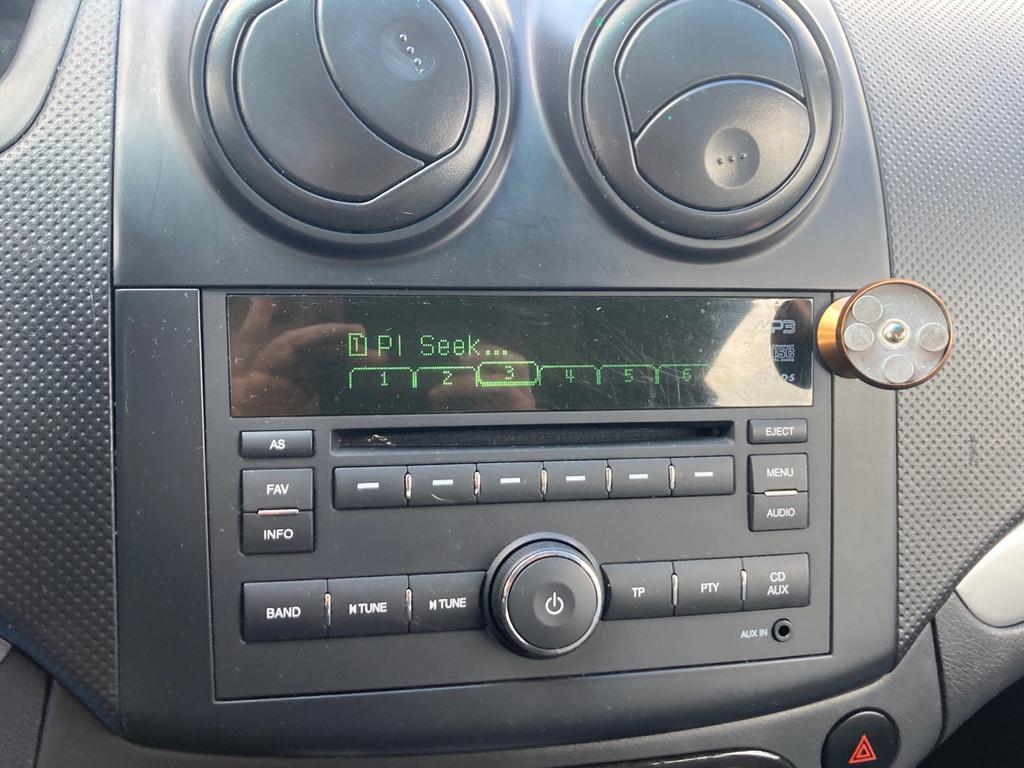 1 PI Seek...
1 2 3 4 5 6
MP3
AS
EJECT
FAV
MENU
INFO
AUDIO
BAND
TUNE
TUNE
TP
PTY
CD
AUX
AUX IN